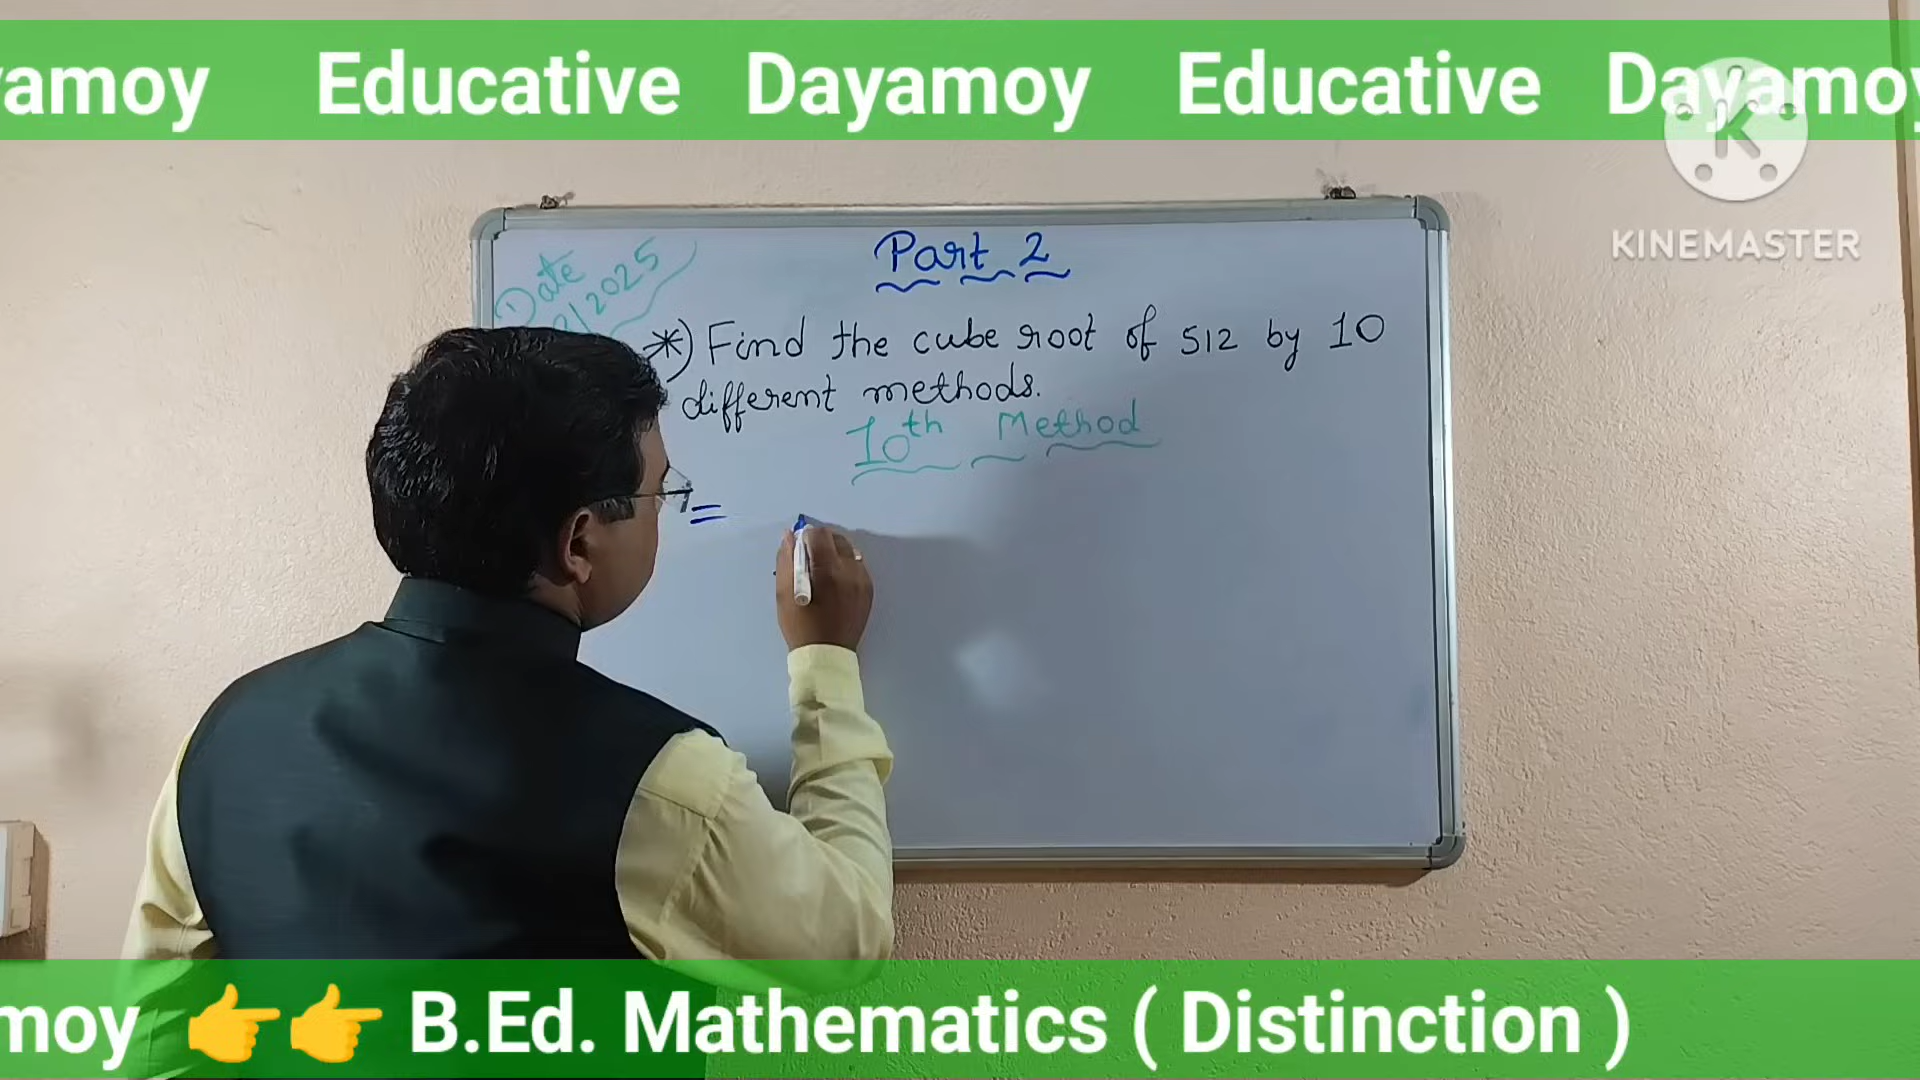 yamoy Educative Dayamoy Educative Dayamoy
KINEMASTER
Part 2
Date
/2025
*) Find the cube root of 512 by 10
different methods.
10th Method
=
moy 👉👉 B.Ed. Mathematics ( Distinction )